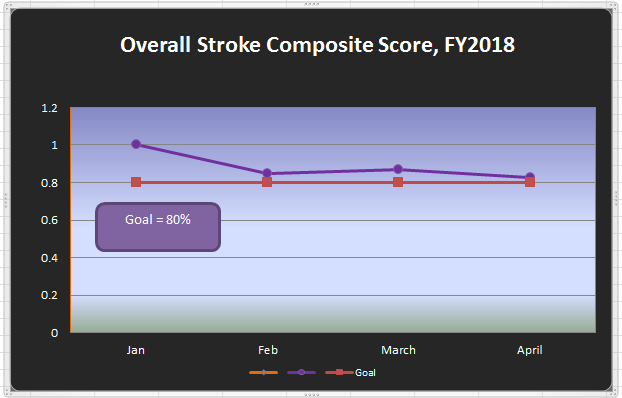 Overall Stroke Composite Score, FY2018
1.2
1
0.8
0.6
0.4
0.2
0
Goal = 80%
Jan Feb March April
Goal